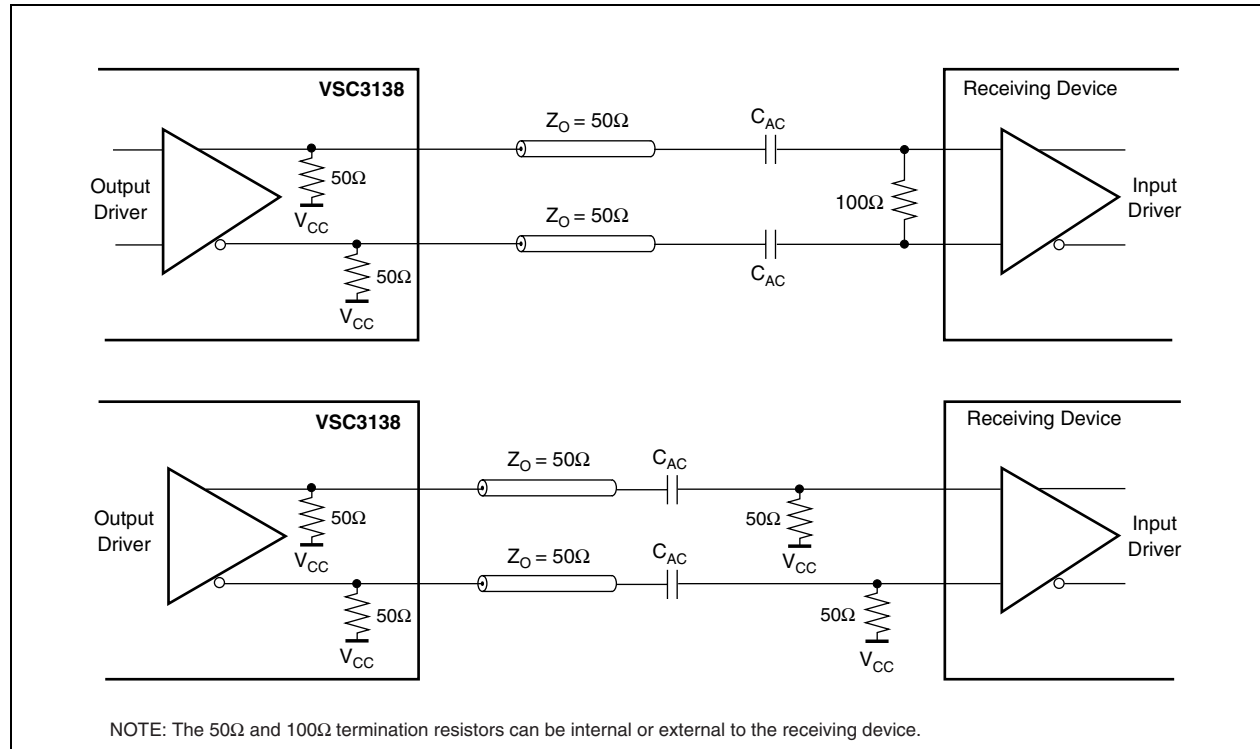 VSC3138
Receiving Device
Z_O = 50Ω
C_AC
50Ω
V_CC
Output
Driver
100Ω
Input
Driver
Z_O = 50Ω
C_AC
50Ω
V_CC
VSC3138
Receiving Device
Z_O = 50Ω
C_AC
50Ω
V_CC
50Ω
V_CC
Output
Driver
Input
Driver
Z_O = 50Ω
C_AC
50Ω
V_CC
50Ω
V_CC
NOTE: The 50Ω and 100Ω termination resistors can be internal or external to the receiving device.